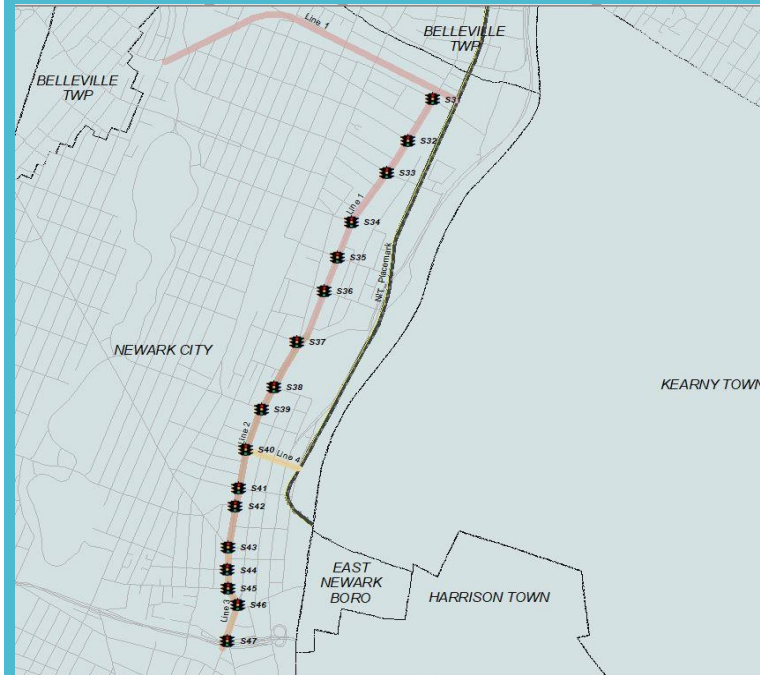 Line 1
BELLEVILLE
TWP
BELLEVILLE
TWP
S31
S32
S33
Line 1
S34
S35
NIT_Placemark
S36
S37
NEWARK CITY
KEARNY TOWN
S38
S39
Line 2
S40
Line 4
S41
S42
S43
S44
EAST
NEWARK
BORO
HARRISON TOWN
S45
S46
Line 3
S47